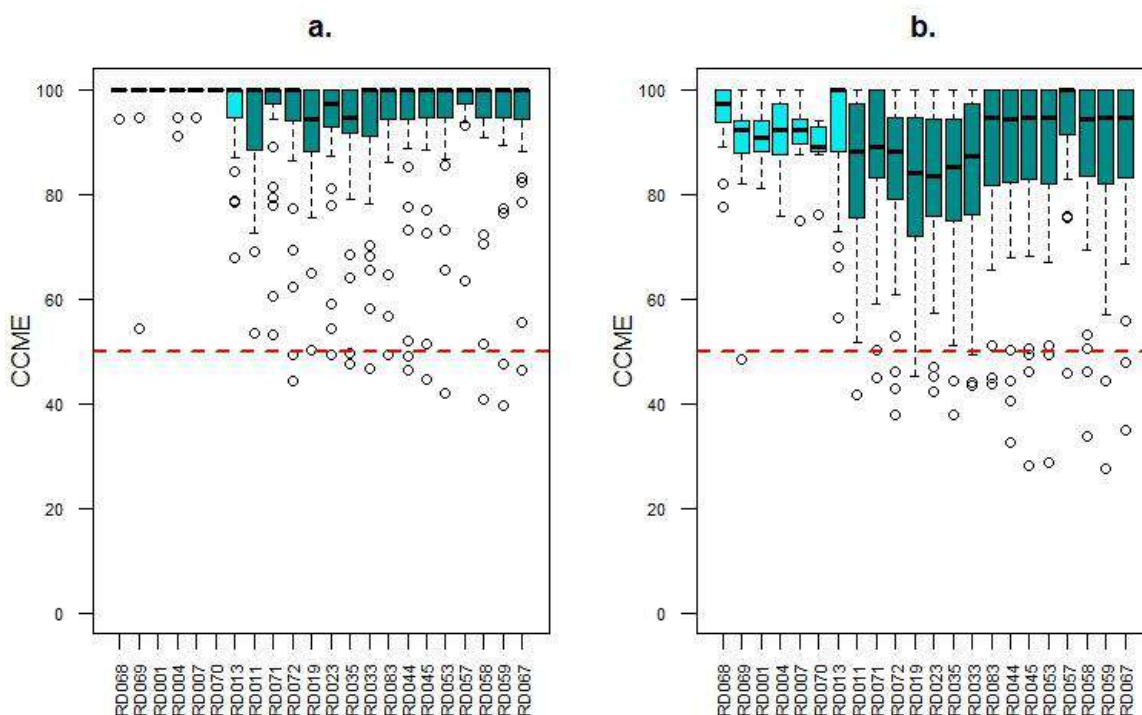 a.
CCME
100
80
60
40
20
0
RD068
RD069
RD001
RD004
RD007
RD070
RD013
RD011
RD071
RD072
RD019
RD023
RD035
RD033
RD083
RD044
RD045
RD053
RD057
RD058
RD059
RD067
b.
CCME
100
80
60
40
20
0
RD068
RD069
RD001
RD004
RD007
RD070
RD013
RD011
RD071
RD072
RD019
RD023
RD035
RD033
RD083
RD044
RD045
RD053
RD057
RD058
RD059
RD067